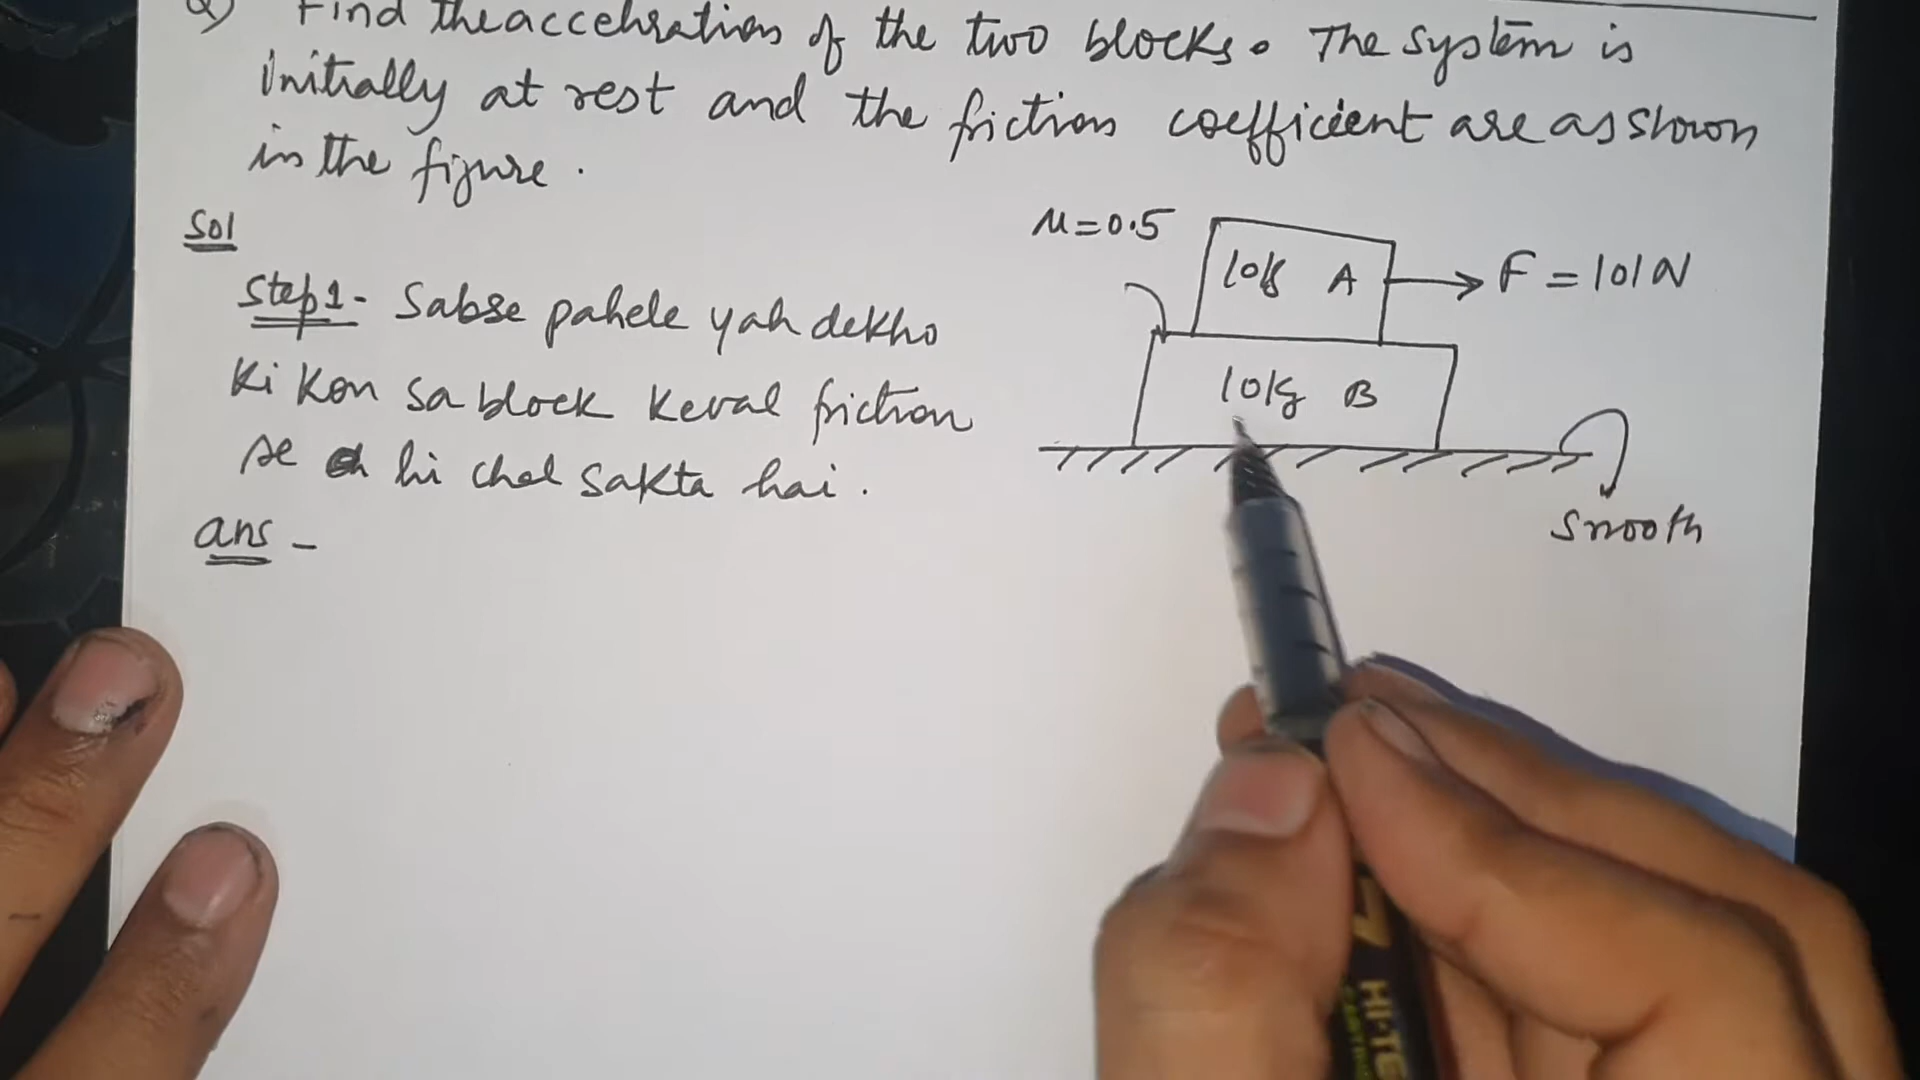 Q) Find the acceleration of the two blocks. The system is
initially at rest and the friction coefficient are as shown
in the figure.
Sol
Step 1- Sabse pahele yah dekho
ki kon sa block keval friction
se hi chal sakta hai.
ans -
μ=0.5
10kg A
F = 101N
10kg B
Smooth
HI-TE